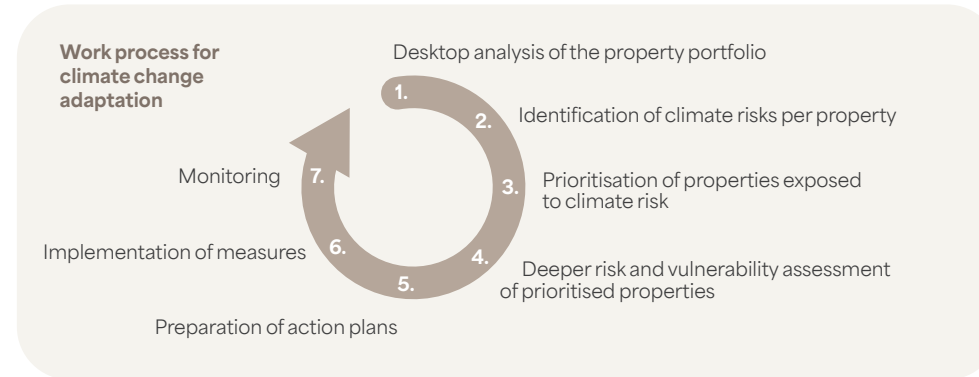 Work process for
climate change
adaptation
1.
Desktop analysis of the property portfolio
2.
Identification of climate risks per property
3.
Prioritisation of properties exposed
to climate risk
4.
Deeper risk and vulnerability assessment
of prioritised properties
5.
Preparation of action plans
6.
Implementation of measures
7.
Monitoring